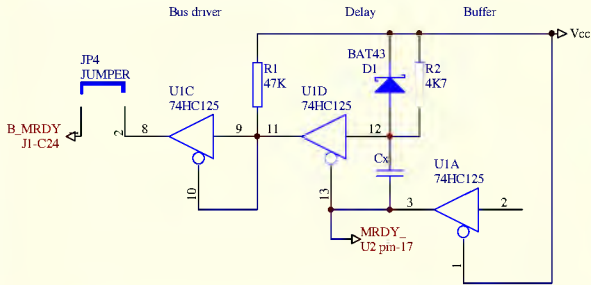 Bus driver
Delay
Buffer
Vcc
JP4
JUMPER
BAT43
D1
R1
47K
R2
4K7
U1C
74HC125
U1D
74HC125
B_MRDY
J1-C24
2
8
9
11
12
Cx
U1A
74HC125
10
13
3
2
MRDY_
U2 pin-17
1